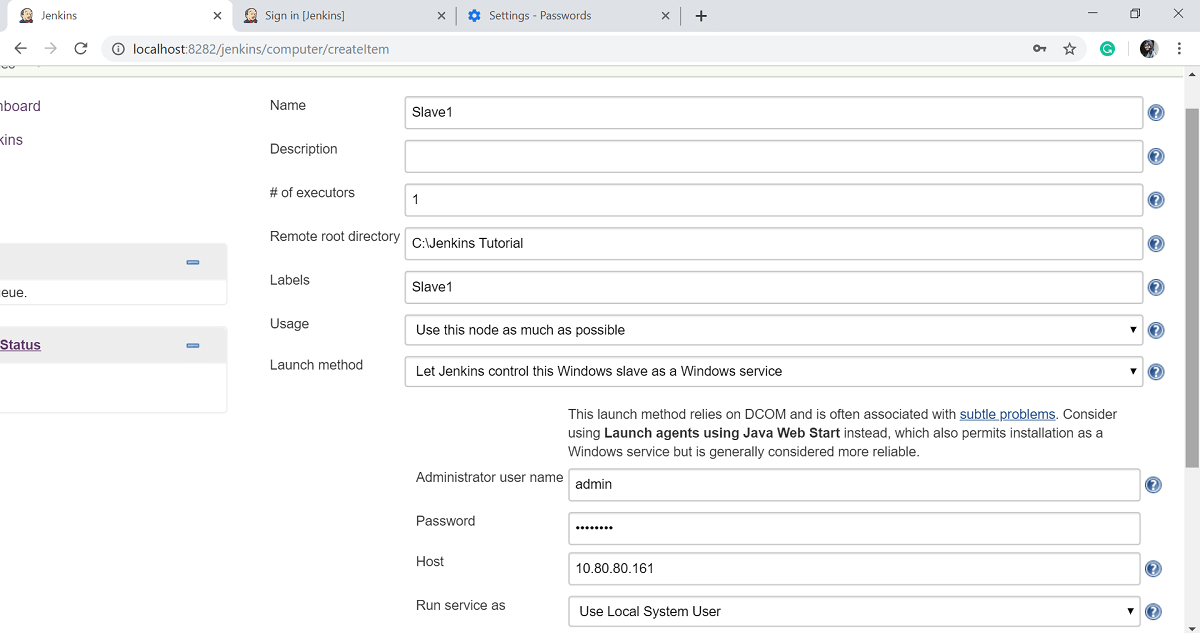 Jenkins
Sign in [Jenkins]
Settings - Passwords
localhost:8282/jenkins/computer/createItem
Name
Slave1
Description
# of executors
1
Remote root directory
C:\Jenkins Tutorial
Labels
Slave1
Usage
Use this node as much as possible
Launch method
Let Jenkins control this Windows slave as a Windows service
This launch method relies on DCOM and is often associated with subtle problems. Consider
using Launch agents using Java Web Start instead, which also permits installation as a
Windows service but is generally considered more reliable.
Administrator user name
admin
Password
••••••••
Host
10.80.80.161
Run service as
Use Local System User
hboard
kins
eue.
Status